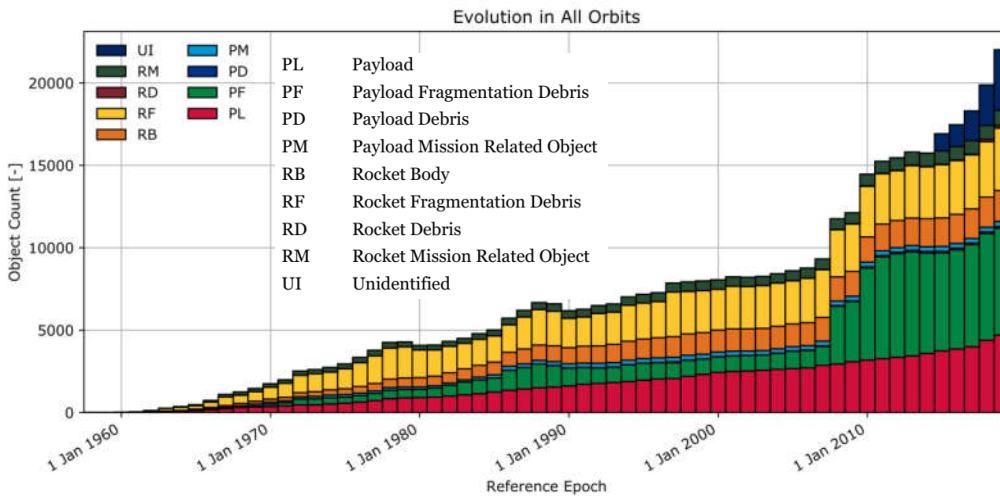 Evolution in All Orbits
Object Count [-]
20000
15000
10000
5000
0
UI
RM
RD
RF
RB
PM
PD
PF
PL
PL Payload
PF Payload Fragmentation Debris
PD Payload Debris
PM Payload Mission Related Object
RB Rocket Body
RF Rocket Fragmentation Debris
RD Rocket Debris
RM Rocket Mission Related Object
UI Unidentified
1 Jan 1960
1 Jan 1970
1 Jan 1980
1 Jan 1990
1 Jan 2000
1 Jan 2010
Reference Epoch